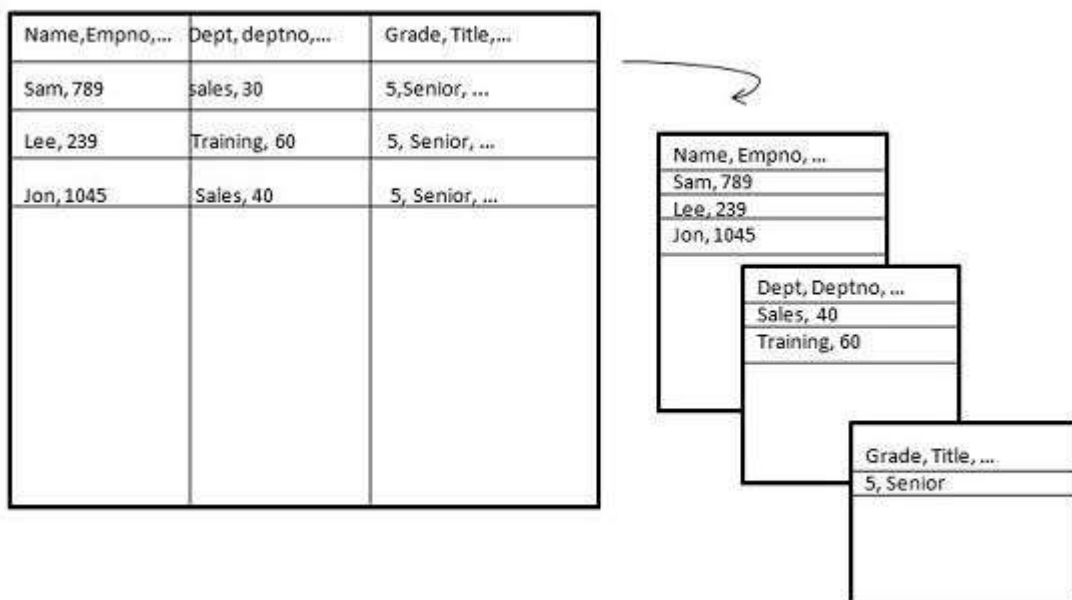 Name,Empno,... Dept, deptno,... Grade, Title,...
Sam, 789 sales, 30 5,Senior, ...
Lee, 239 Training, 60 5, Senior, ...
Jon, 1045 Sales, 40 5, Senior, ...
Name, Empno, ...
Sam, 789
Lee, 239
Jon, 1045
Dept, Deptno, ...
Sales, 40
Training, 60
Grade, Title, ...
5, Senior